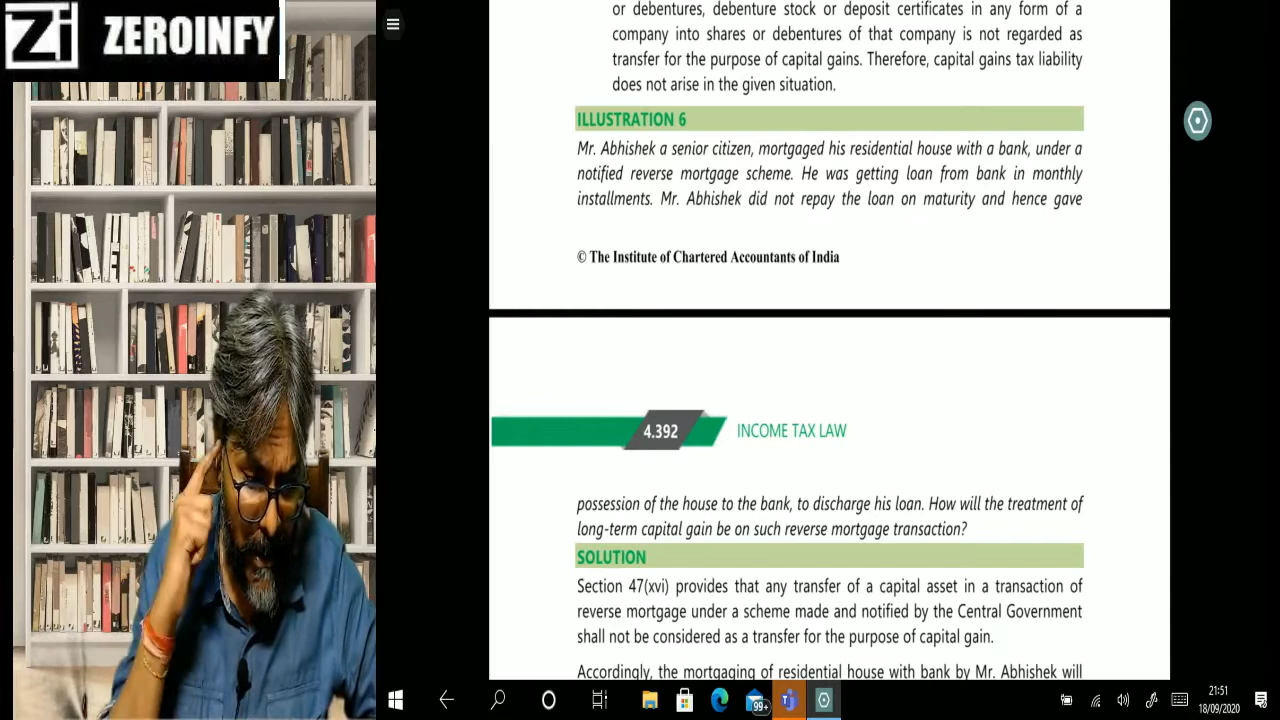 Zi ZEROINFY
or debentures, debenture stock or deposit certificates in any form of a
company into shares or debentures of that company is not regarded as
transfer for the purpose of capital gains. Therefore, capital gains tax liability
does not arise in the given situation.
ILLUSTRATION 6
Mr. Abhishek a senior citizen, mortgaged his residential house with a bank, under a
notified reverse mortgage scheme. He was getting loan from bank in monthly
installments. Mr. Abhishek did not repay the loan on maturity and hence gave
© The Institute of Chartered Accountants of India
4.392 INCOME TAX LAW
possession of the house to the bank, to discharge his loan. How will the treatment of
long-term capital gain be on such reverse mortgage transaction?
SOLUTION
Section 47(xvi) provides that any transfer of a capital asset in a transaction of
reverse mortgage under a scheme made and notified by the Central Government
shall not be considered as a transfer for the purpose of capital gain.
Accordingly, the mortgaging of residential house with bank by Mr. Abhishek will
99+
21:51
18/09/2020